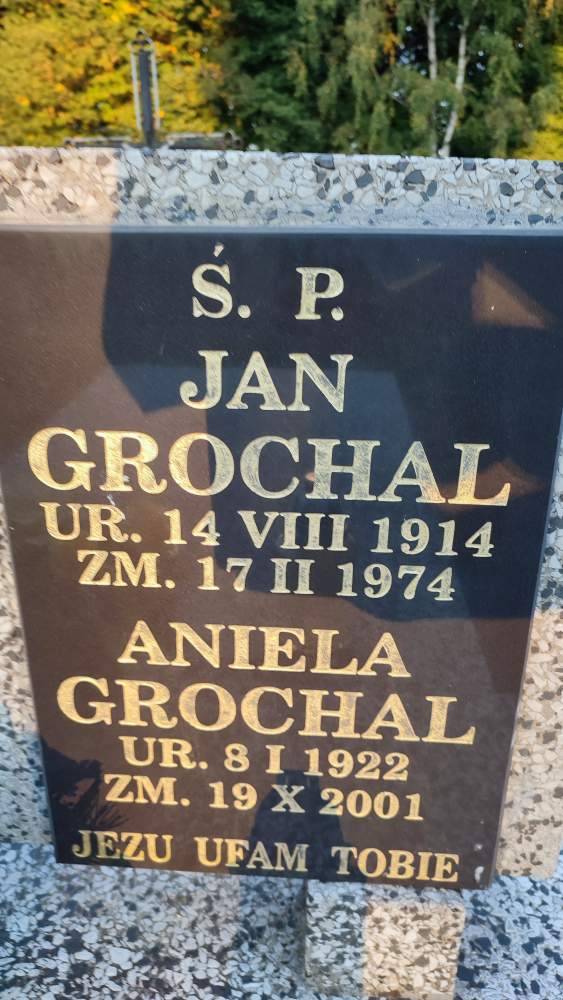 Ś. P.
JAN
GROCHAL
UR. 14 VIII 1914
ZM. 17 II 1974
ANIELA
GROCHAL
UR. 8 I 1922
ZM. 19 X 2001
JEZU UFAM TOBIE